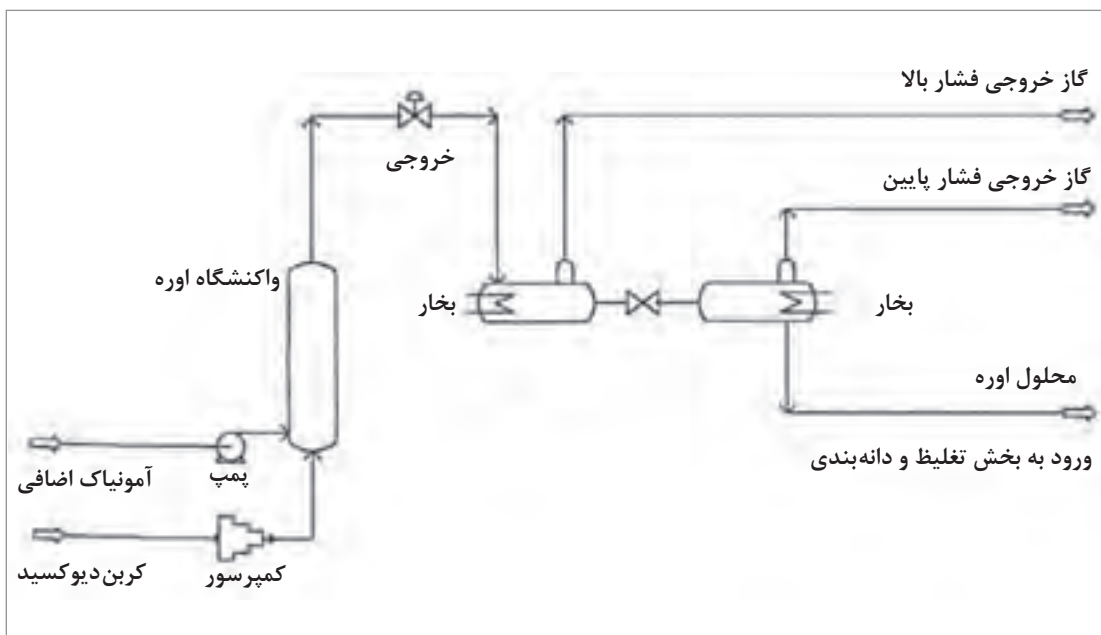 گاز خروجی فشار بالا
خروجی
گاز خروجی فشار پایین
واکنشگاه اوره
بخار
بخار
محلول اوره
ورود به بخش تغلیظ و دانه‌بندی
آمونیاک اضافی
پمپ
کربن‌دیوکسید
کمپرسور